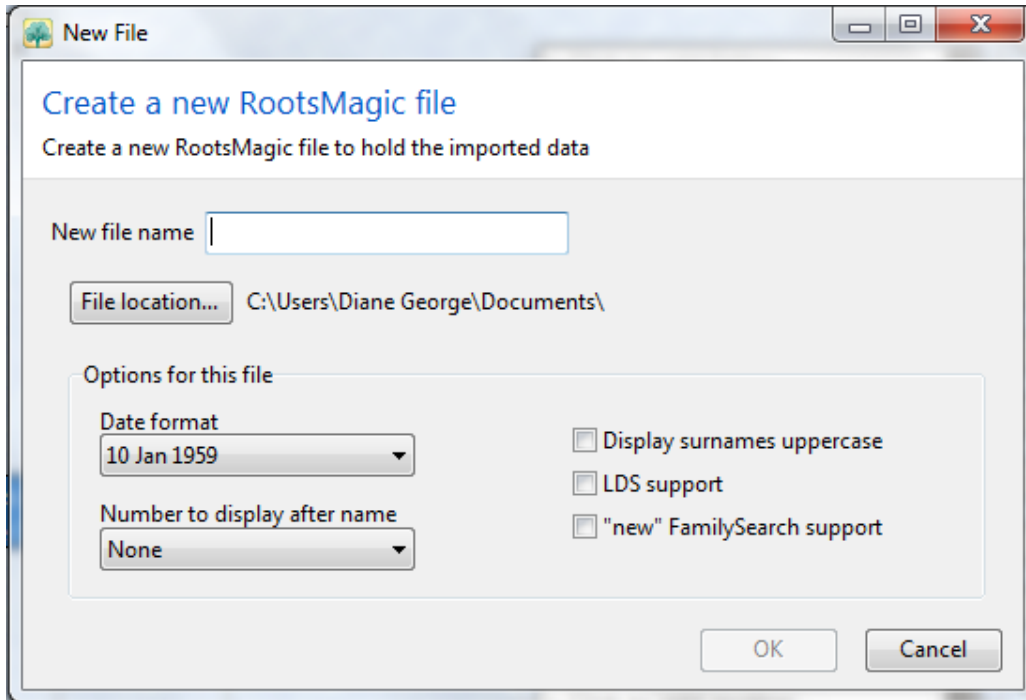 New File
Create a new RootsMagic file
Create a new RootsMagic file to hold the imported data
New file name
File location... C:\Users\Diane George\Documents\
Options for this file
Date format
10 Jan 1959
Number to display after name
None
Display surnames uppercase
LDS support
"new" FamilySearch support
OK Cancel